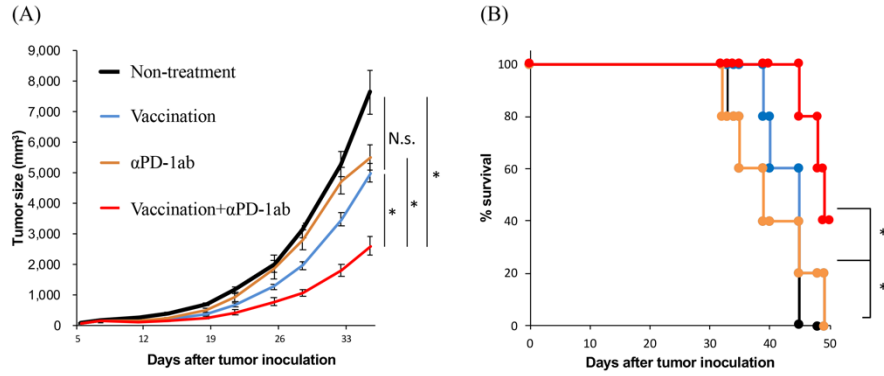 (A)
9,000
8,000
7,000
6,000
5,000
4,000
3,000
2,000
1,000
0
Tumor size (mm³)
Non-treatment
Vaccination
αPD-1ab
Vaccination+αPD-1ab
N.s.
*
*
*
5
12
19
26
33
Days after tumor inoculation
(B)
100
80
60
40
20
0
% survival
*
*
0
10
20
30
40
50
Days after tumor inoculation